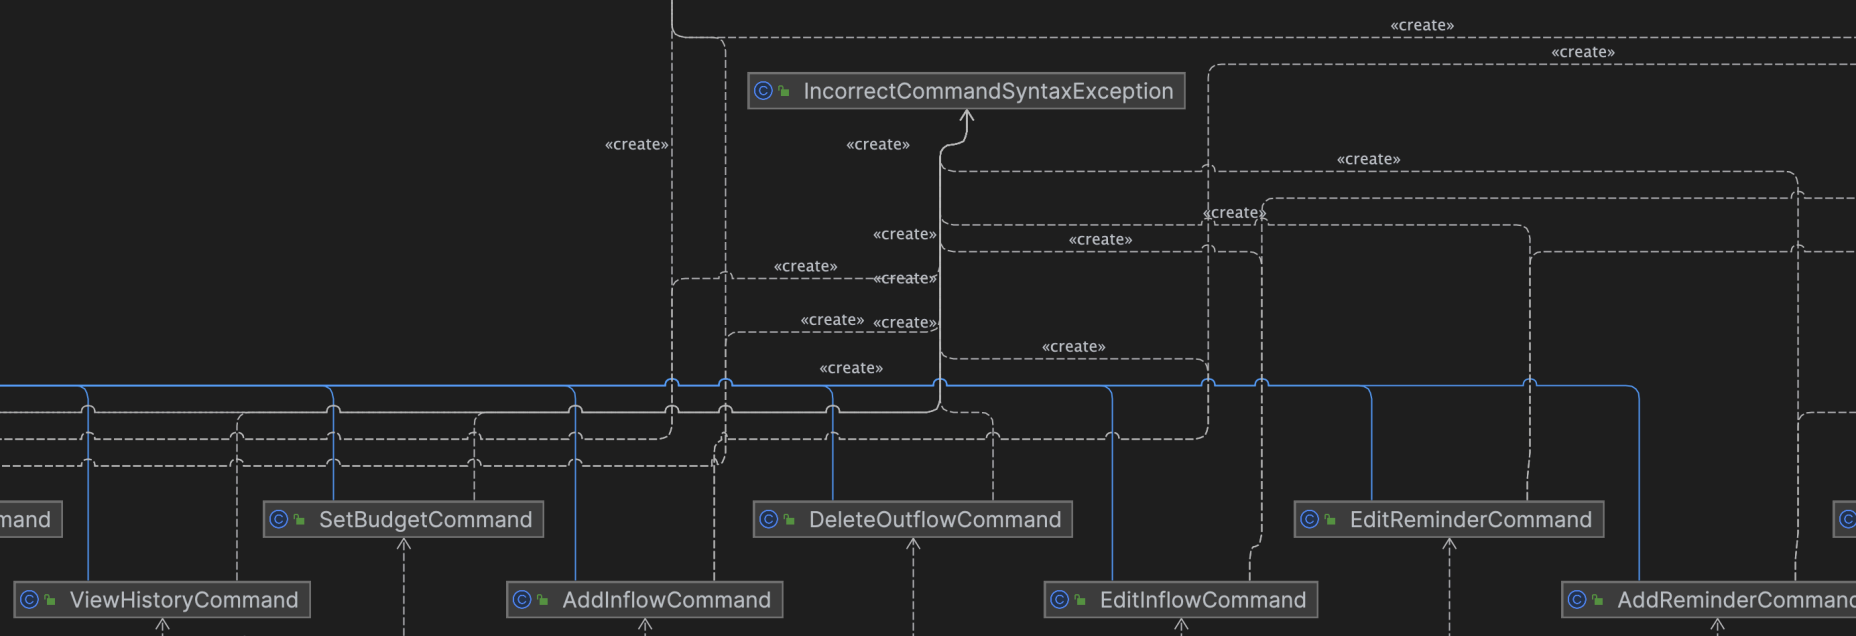 «create»
«create»
IncorrectCommandSyntaxException
«create»
«create»
«create»
«create»
«create»
«create»
«create»
«create»
«create»
«create»
«create»
«create»
mand
SetBudgetCommand
DeleteOutflowCommand
EditReminderCommand
ViewHistoryCommand
AddInflowCommand
EditInflowCommand
AddReminderCommand